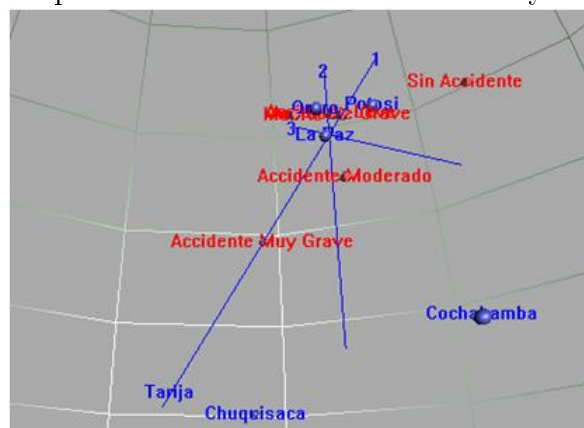 1
2
Sin Accidente
Oruro Potosi
Grave
3
La Paz
Accidente Moderado
Accidente Muy Grave
Cochabamba
Tarija
Chuquisaca